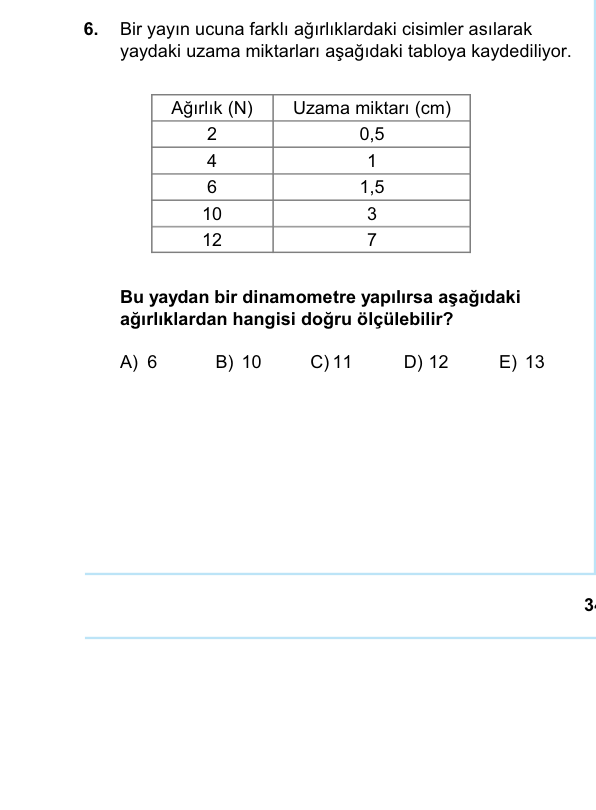 6. Bir yayın ucuna farklı ağırlıklardaki cisimler asılarak
yaydaki uzama miktarları aşağıdaki tabloya kaydediliyor.
Ağırlık (N) Uzama miktarı (cm)
2 0,5
4 1
6 1,5
10 3
12 7
Bu yaydan bir dinamometre yapılırsa aşağıdaki
ağırlıklardan hangisi doğru ölçülebilir?
A) 6 B) 10 C) 11 D) 12 E) 13